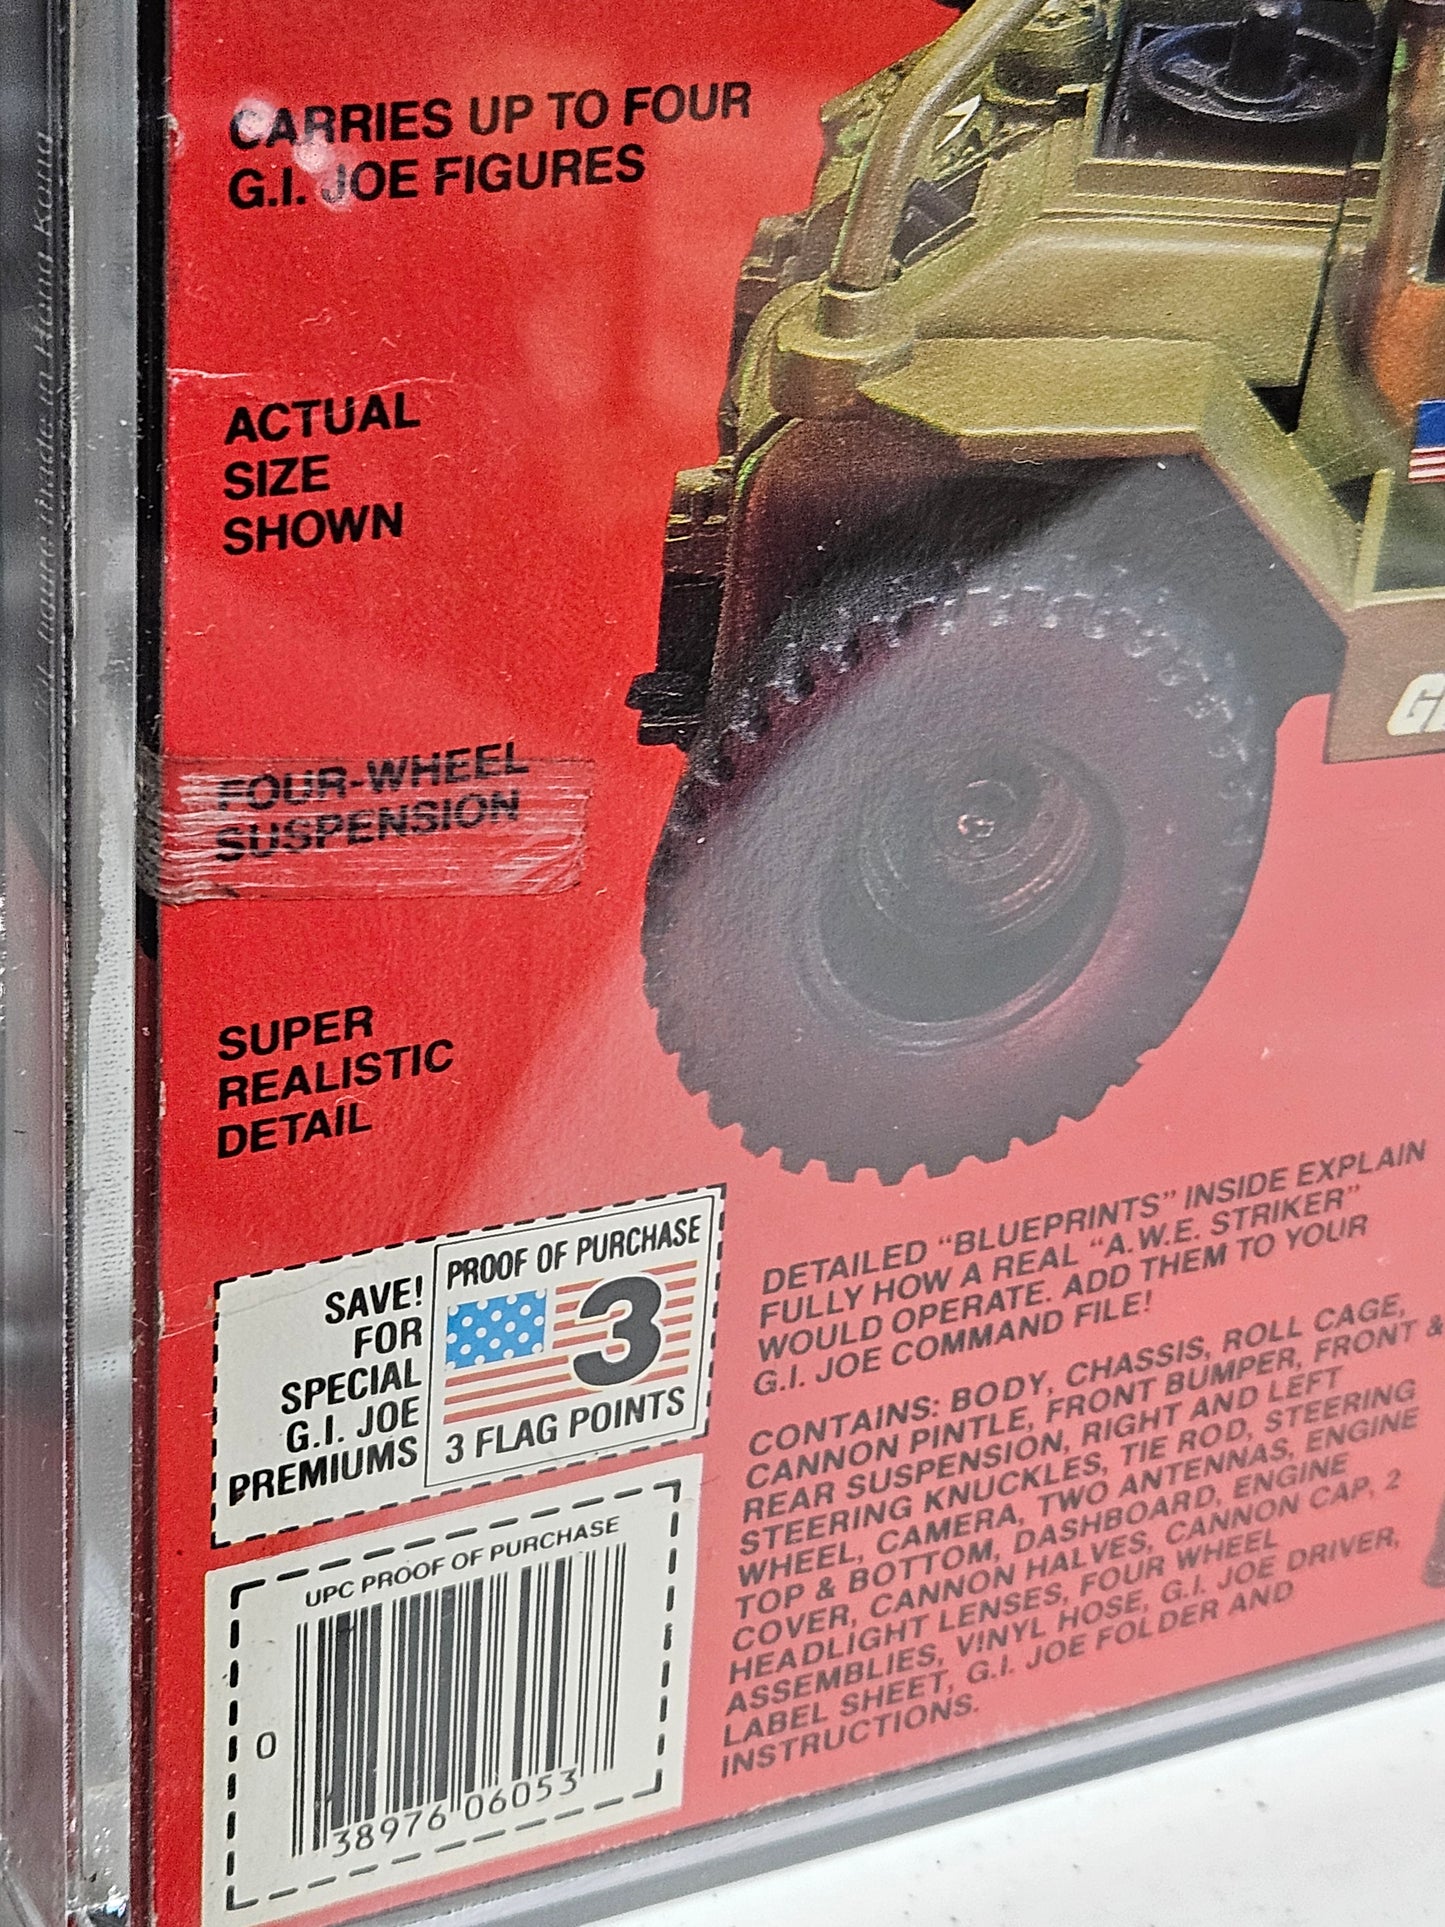 CARRIES UP TO FOUR
G.I. JOE FIGURES
ACTUAL
SIZE
SHOWN
FOUR-WHEEL
SUSPENSION
SUPER
REALISTIC
DETAIL
SAVE!
FOR
SPECIAL
G.I. JOE
PREMIUMS
PROOF OF PURCHASE
3
3 FLAG POINTS
UPC PROOF OF PURCHASE
0 38976 06053
DETAILED "BLUEPRINTS" INSIDE EXPLAIN
FULLY HOW A REAL "A.W.E. STRIKER"
WOULD OPERATE. ADD THEM TO YOUR
G.I. JOE COMMAND FILE!
CONTAINS: BODY, CHASSIS, ROLL CAGE,
CANNON PINTLE, FRONT BUMPER, FRONT &
REAR SUSPENSION, RIGHT AND LEFT
STEERING KNUCKLES, TIE ROD, STEERING
WHEEL, CAMERA, TWO ANTENNAS, ENGINE
TOP & BOTTOM, DASHBOARD, ENGINE
COVER, CANNON HALVES, CANNON CAP, 2
HEADLIGHT LENSES, FOUR WHEEL
ASSEMBLIES, VINYL HOSE, G.I. JOE DRIVER,
LABEL SHEET, G.I. JOE FOLDER AND
INSTRUCTIONS.
figure made in Hong Kong